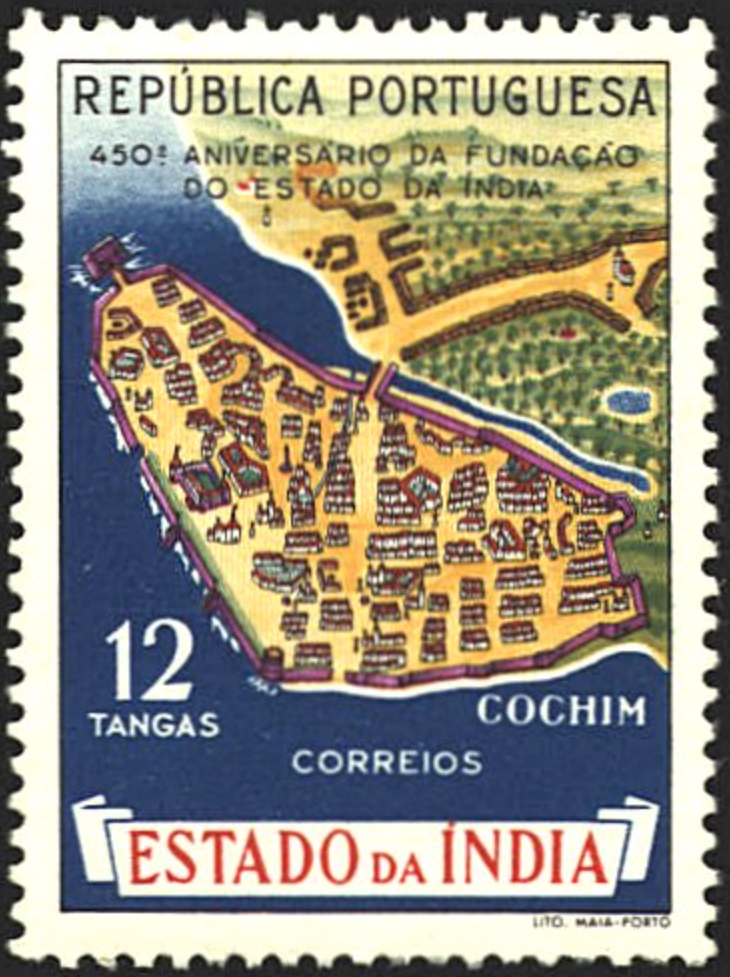 REPÚBLICA PORTUGUESA
450º ANIVERSÁRIO DA FUNDAÇÃO
DO ESTADO DA ÍNDIA
12
TANGAS
COCHIM
CORREIOS
ESTADO DA ÍNDIA
LITO. MAIA-PORTO